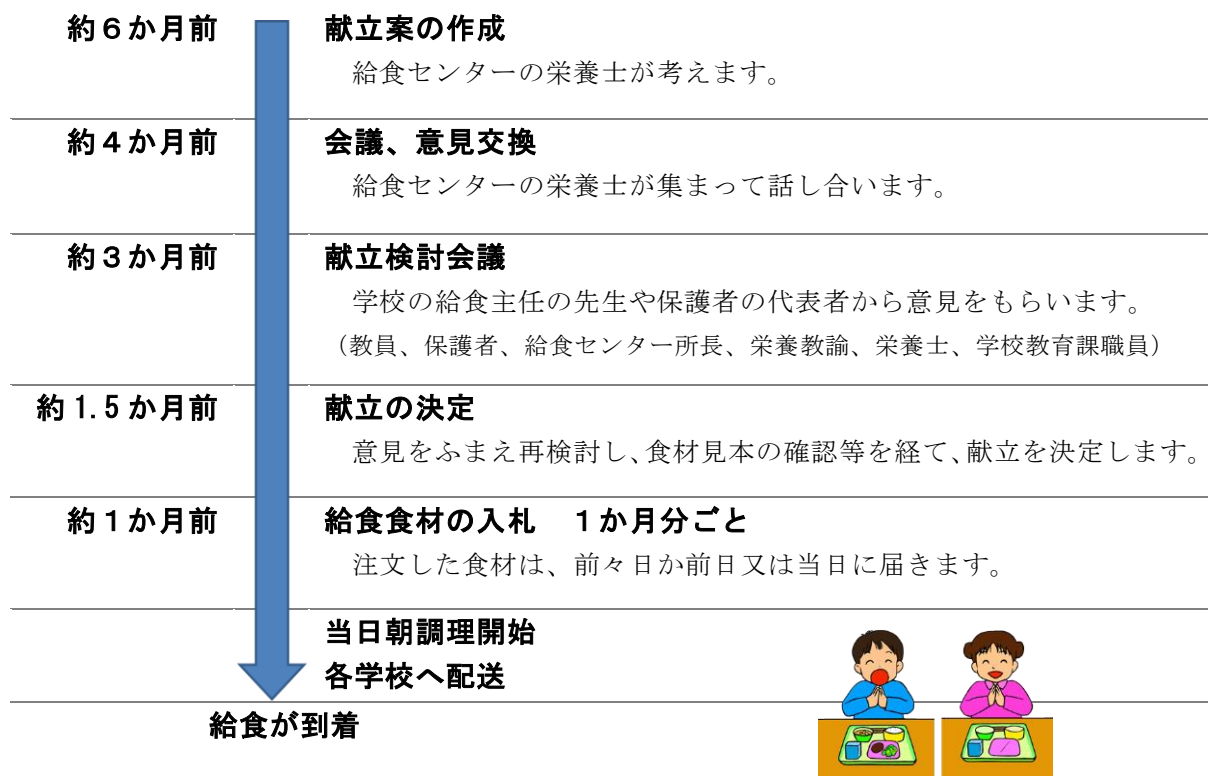 約6か月前 献立案の作成
給食センターの栄養士が考えます。
約4か月前 会議、意見交換
給食センターの栄養士が集まって話し合います。
約3か月前 献立検討会議
学校の給食主任の先生や保護者の代表者から意見をもらいます。
(教員、保護者、給食センター所長、栄養教諭、栄養士、学校教育課職員)
約1.5か月前 献立の決定
意見をふまえ再検討し、食材見本の確認等を経て、献立を決定します。
約1か月前 給食食材の入札 1か月分ごと
注文した食材は、前々日か前日又は当日に届きます。
当日朝調理開始
各学校へ配送
給食が到着